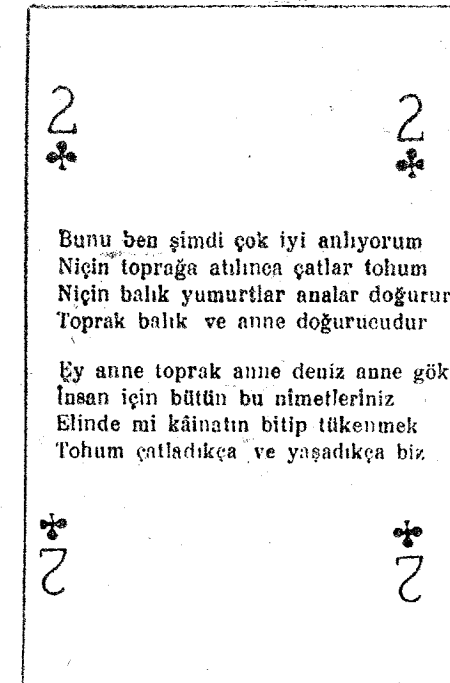 2
2
Bunu ben şimdi çok iyi anlıyorum
Niçin toprağa atılınca çatlar tohum
Niçin balık yumurtlar analar doğurur
Toprak balık ve anne doğurucudur
Ey anne toprak anne deniz anne gök
İnsan için bütün bu nimetleriniz
Elinde mi kâinatın bitip tükenmek
Tohum çatladıkça ve yaşadıkça biz
2
2